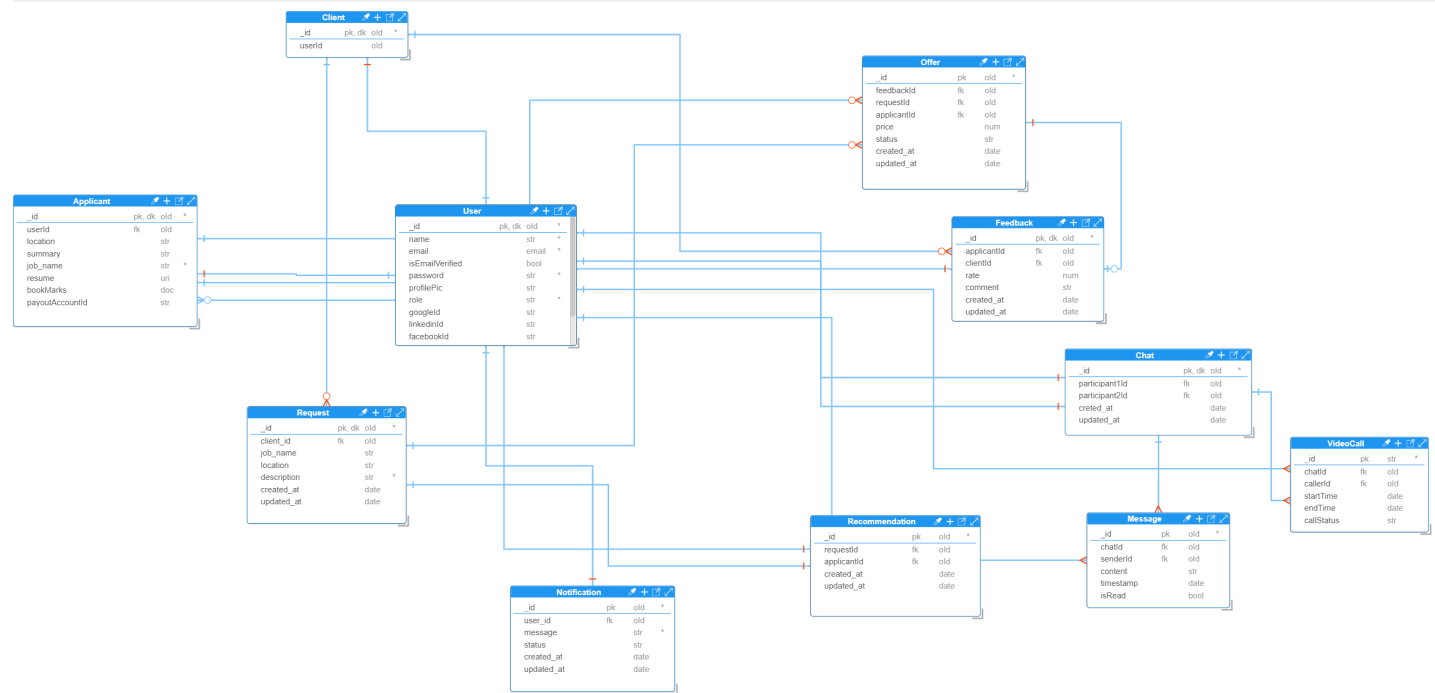 Client
_id pk, dk old *
userId old
Offer
_id pk old *
feedbackId fk old
requestId fk old
applicantId fk old
price num
status str
created_at date
updated_at date
Applicant
_id pk, dk old *
userId fk old
location str
summary str
job_name str *
resume uri
bookMarks doc
payoutAccountId str
User
_id pk, dk old *
name str *
email email *
isEmailVerified bool
password str *
profilePic str
role str *
googleId str
linkedinId str
facebookId str
Feedback
_id pk, dk old *
applicantId fk old
clientId fk old
rate num
comment str
created_at date
updated_at date
Chat
_id pk, dk old *
participant1Id fk old
participant2Id fk old
creted_at date
updated_at date
Request
_id pk, dk old *
client_id fk old
job_name str
location str
description str *
created_at date
updated_at date
VideoCall
_id pk str *
chatId fk old
callerId fk old
startTime date
endTime date
callStatus str
Recommendation
_id pk old *
requestId fk old
applicantId fk old
created_at date
updated_at date
Message
_id pk old *
chatId fk old
senderId fk old
content str
timestamp date
isRead bool
Notification
_id pk old *
user_id fk old
message str *
status str
created_at date
updated_at date